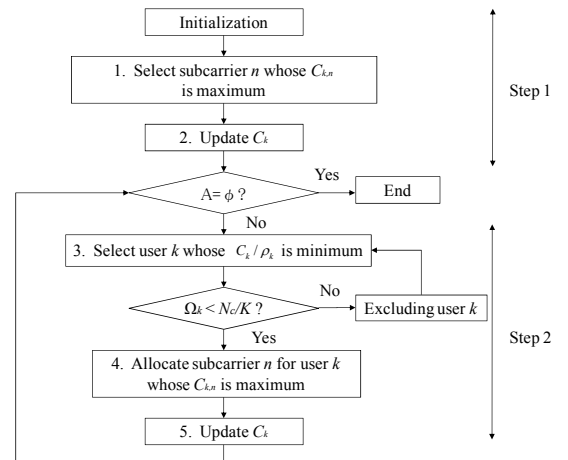 Initialization
1. Select subcarrier n whose Ck,n
is maximum
Step 1
2. Update Ck
Yes
A= ϕ ?
End
No
3. Select user k whose Ck / ρk is minimum
Ωk < Nc/K ?
No
Excluding user k
Yes
Step 2
4. Allocate subcarrier n for user k
whose Ck,n is maximum
5. Update Ck